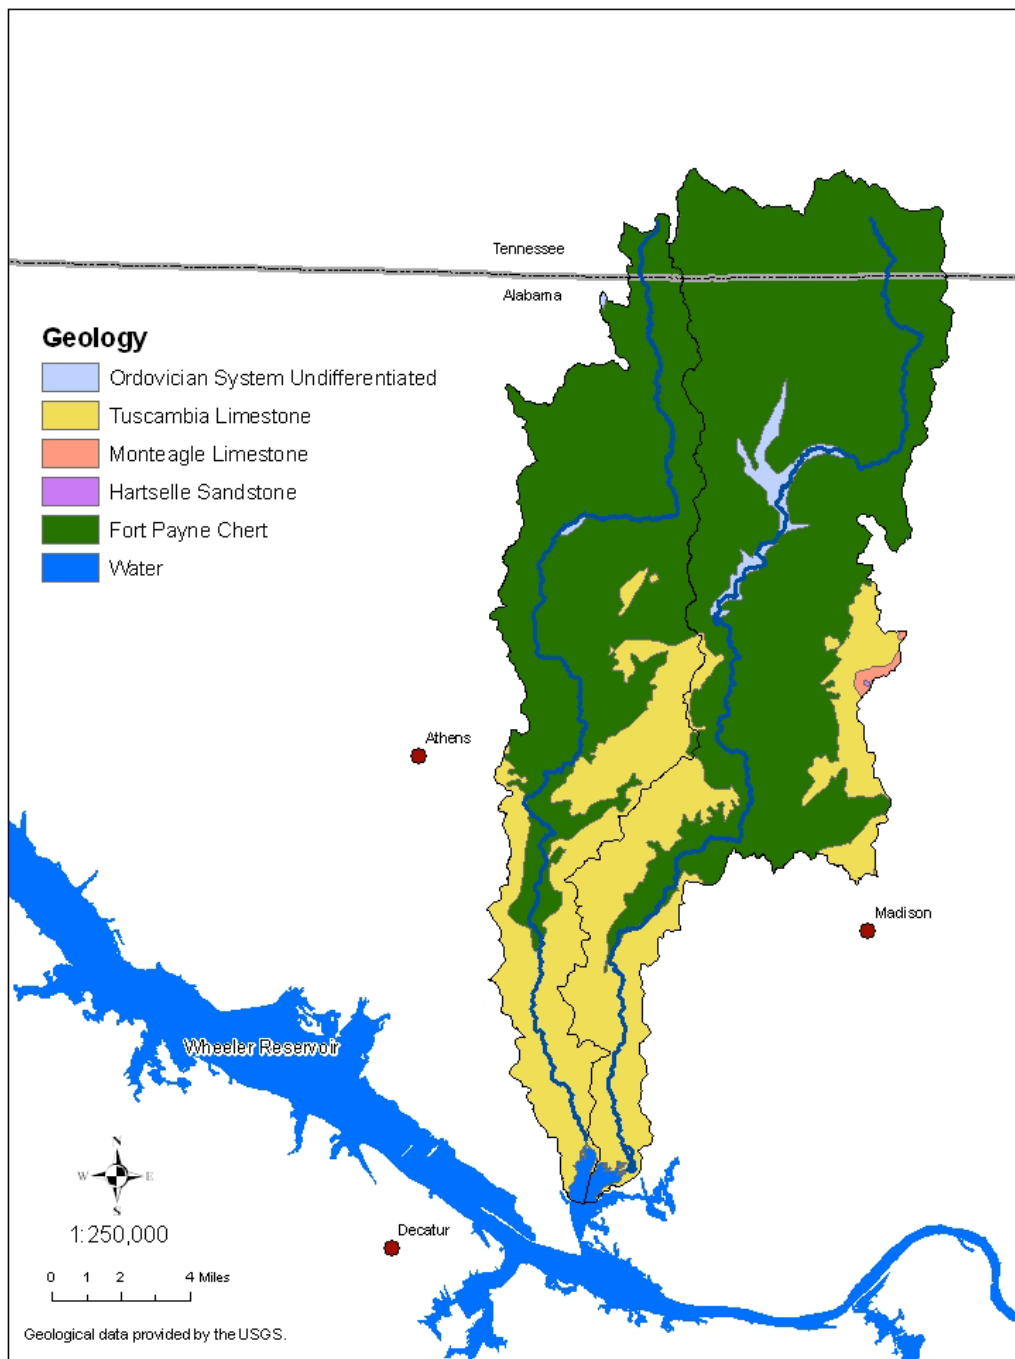 Tennessee
Alabama
Geology
Ordovician System Undifferentiated
Tuscambia Limestone
Monteagle Limestone
Hartselle Sandstone
Fort Payne Chert
Water
Athens
Madison
Wheeler Reservoir
N
W E
S
1:250,000
Decatur
0 1 2 4 Miles
Geological data provided by the USGS.